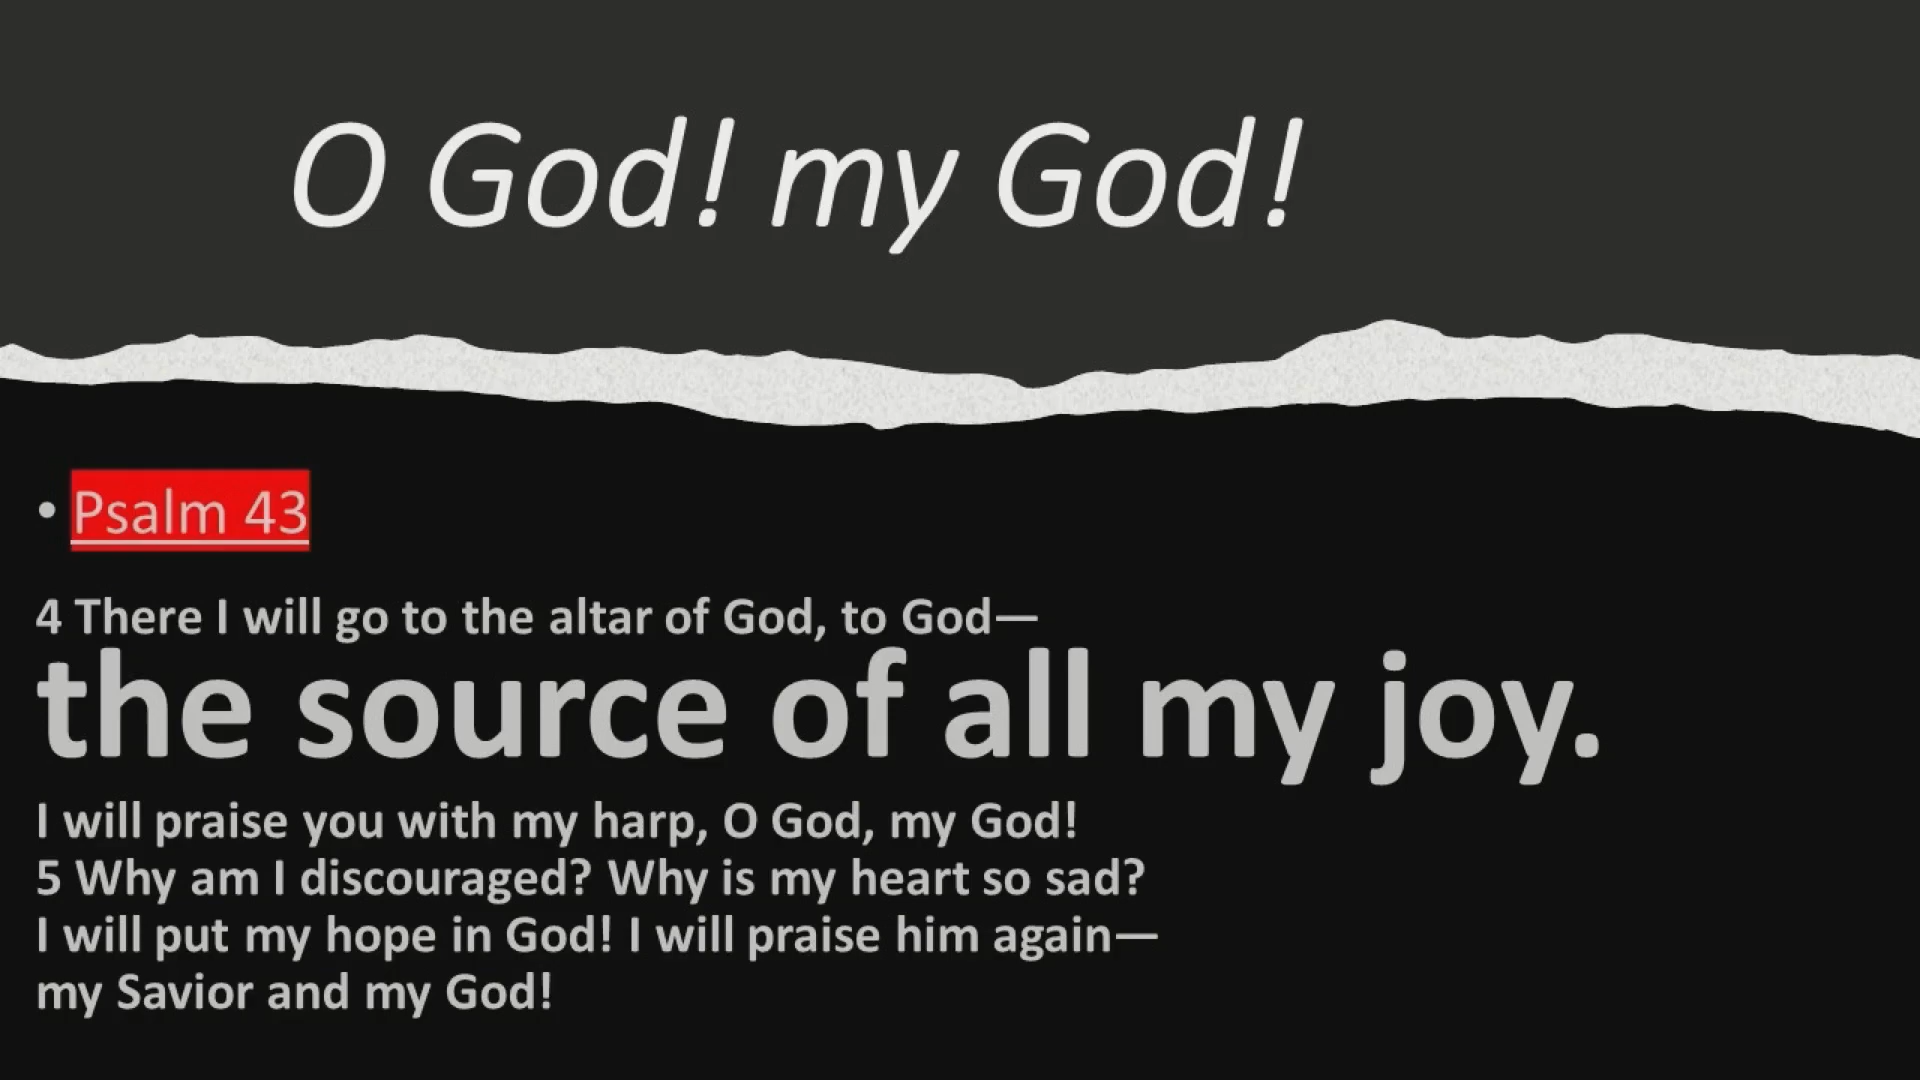 O God! my God!
• Psalm 43
4 There I will go to the altar of God, to God—
the source of all my joy.
I will praise you with my harp, O God, my God!
5 Why am I discouraged? Why is my heart so sad?
I will put my hope in God! I will praise him again—
my Savior and my God!